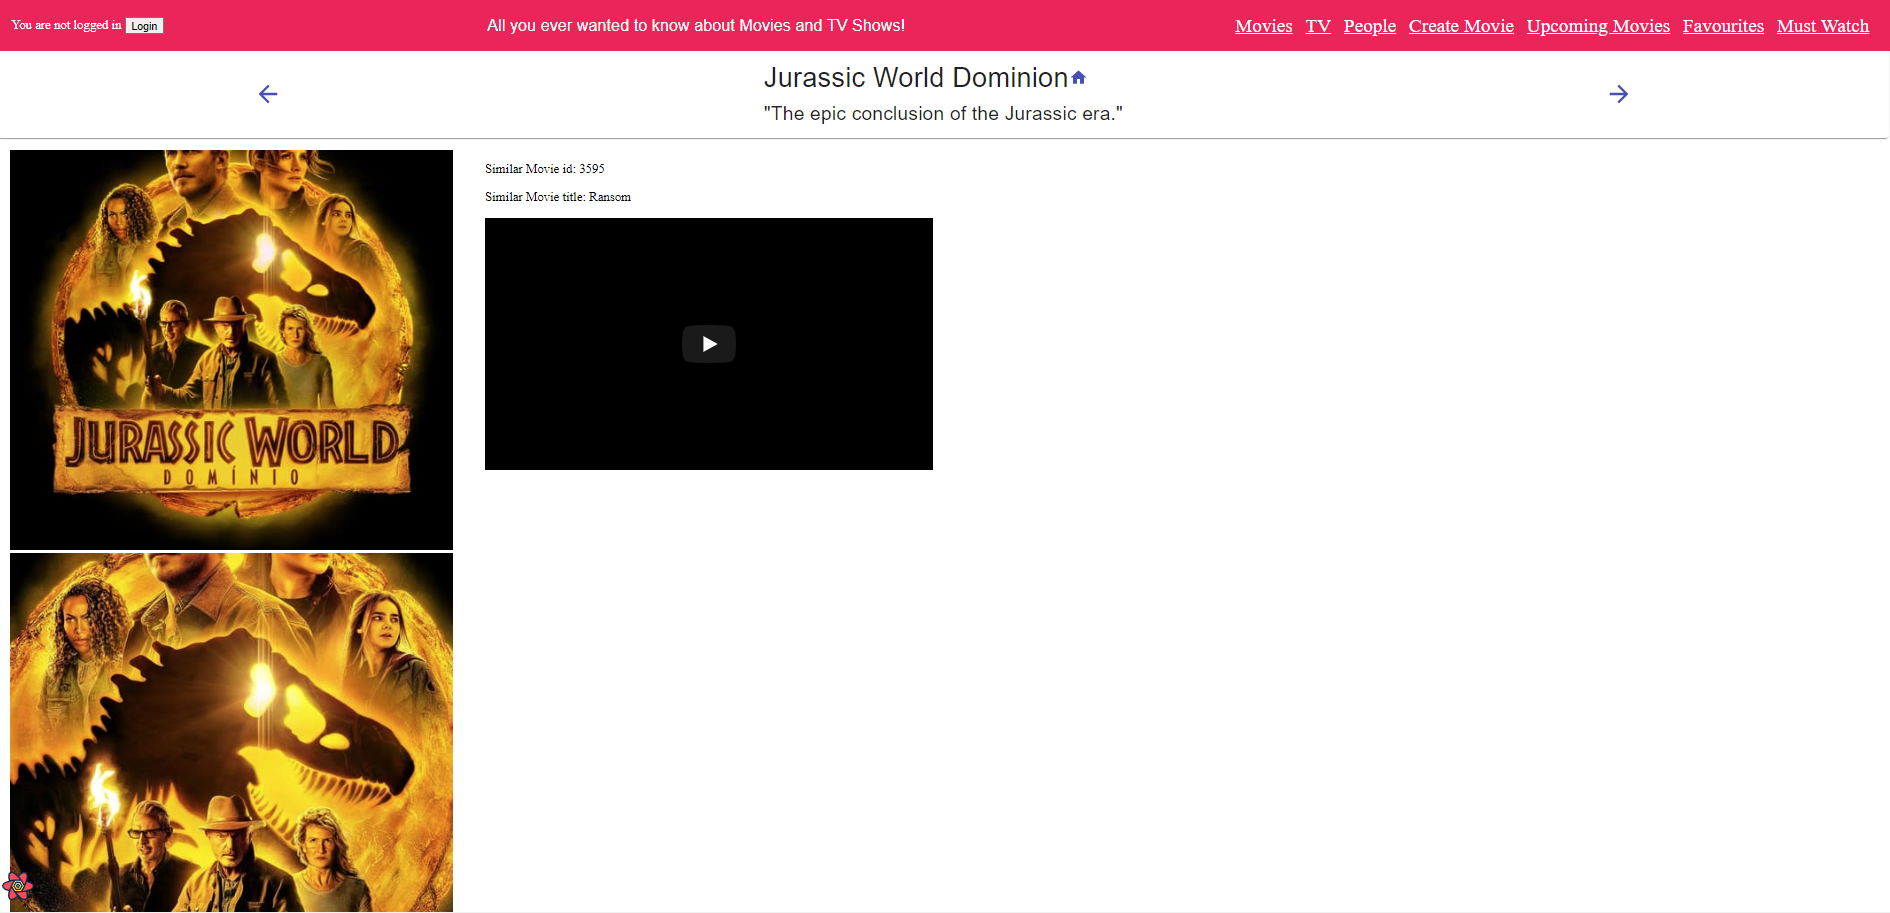 You are not logged in Login
All you ever wanted to know about Movies and TV Shows!
Movies TV People Create Movie Upcoming Movies Favourites Must Watch
Jurassic World Dominion
"The epic conclusion of the Jurassic era."
Similar Movie id: 3595
Similar Movie title: Ransom
JURASSIC WORLD
DOMÍNIO